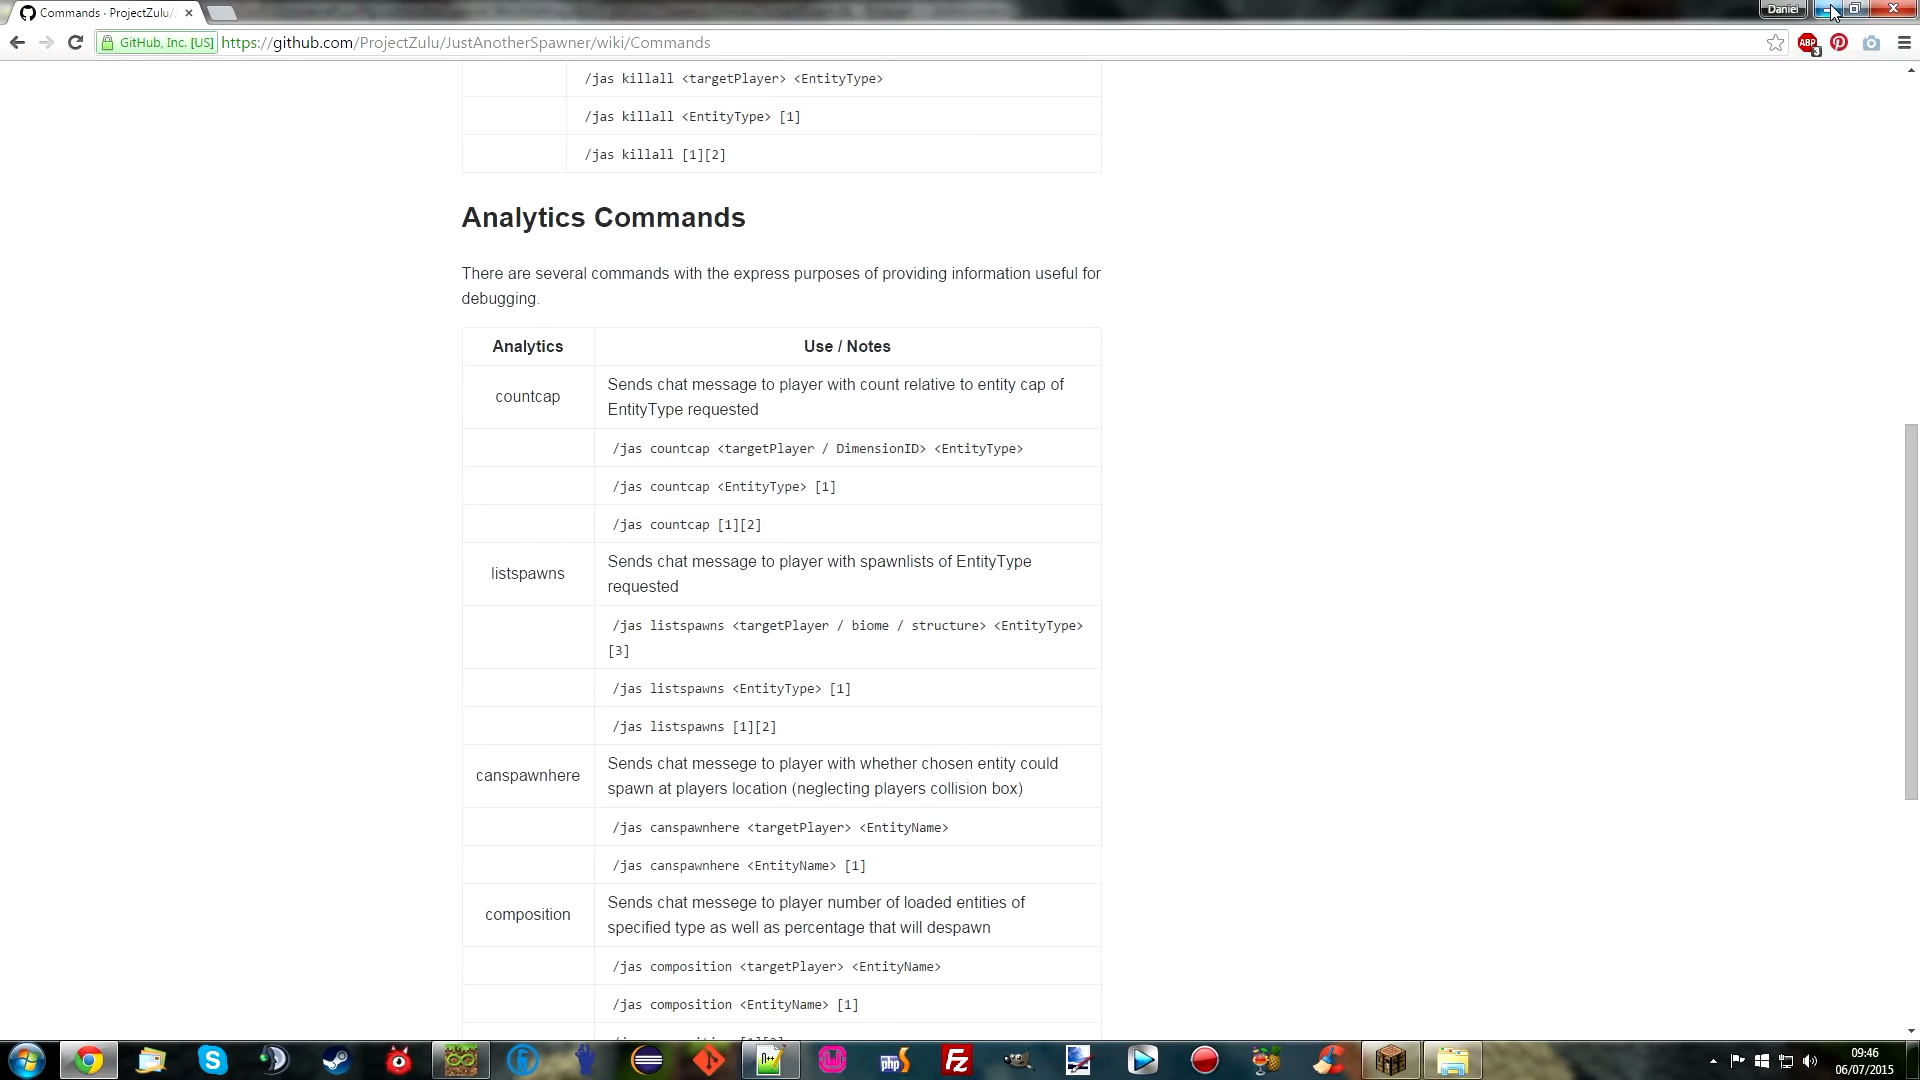 Commands · ProjectZulu/
Daniel
GitHub, Inc. [US]
https://github.com/ProjectZulu/JustAnotherSpawner/wiki/Commands
ABP
3
/jas killall <targetPlayer> <EntityType>
/jas killall <EntityType> [1]
/jas killall [1][2]
Analytics Commands
There are several commands with the express purposes of providing information useful for
debugging.
Analytics
Use / Notes
countcap
Sends chat message to player with count relative to entity cap of
EntityType requested
/jas countcap <targetPlayer / DimensionID> <EntityType>
/jas countcap <EntityType> [1]
/jas countcap [1][2]
listspawns
Sends chat message to player with spawnlists of EntityType
requested
/jas listspawns <targetPlayer / biome / structure> <EntityType>
[3]
/jas listspawns <EntityType> [1]
/jas listspawns [1][2]
canspawnhere
Sends chat messege to player with whether chosen entity could
spawn at players location (neglecting players collision box)
/jas canspawnhere <targetPlayer> <EntityName>
/jas canspawnhere <EntityName> [1]
composition
Sends chat messege to player number of loaded entities of
specified type as well as percentage that will despawn
/jas composition <targetPlayer> <EntityName>
/jas composition <EntityName> [1]
php
FZ
09:46
06/07/2015